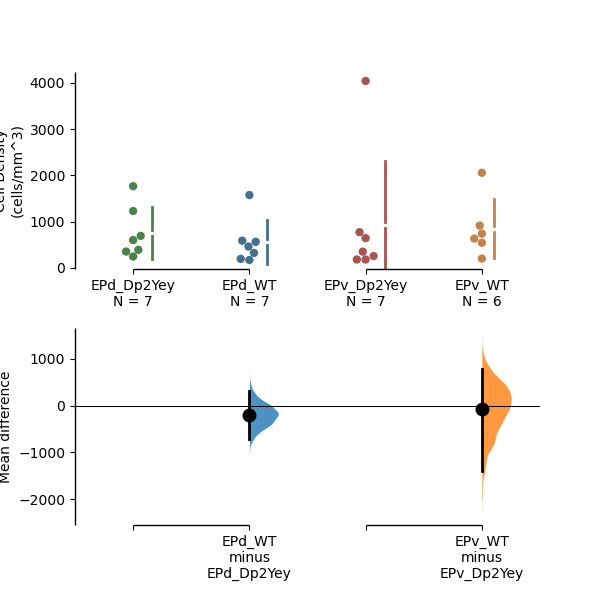 4000
3000
2000
1000
0
Cell Density
(cells/mm^3)
EPd_Dp2Yey
N = 7
EPd_WT
N = 7
EPv_Dp2Yey
N = 7
EPv_WT
N = 6
1000
0
−1000
−2000
Mean difference
EPd_WT
minus
EPd_Dp2Yey
EPv_WT
minus
EPv_Dp2Yey